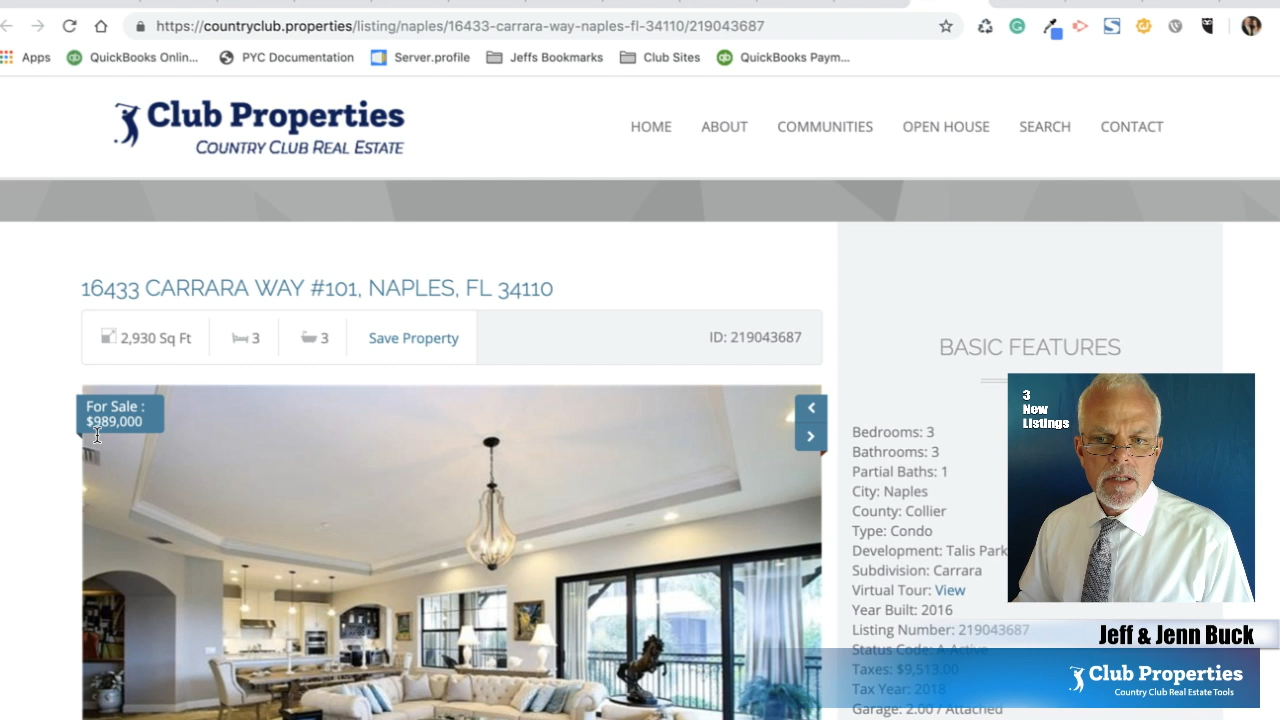 https://countryclub.properties/listing/naples/16433-carrara-way-naples-fl-34110/219043687
Apps QuickBooks Onlin... PYC Documentation Server.profile Jeffs Bookmarks Club Sites QuickBooks Paym...
Club Properties
COUNTRY CLUB REAL ESTATE
HOME ABOUT COMMUNITIES OPEN HOUSE SEARCH CONTACT
16433 CARRARA WAY #101, NAPLES, FL 34110
2,930 Sq Ft 3 3 Save Property ID: 219043687
For Sale :
$989,000
BASIC FEATURES
Bedrooms: 3
Bathrooms: 3
Partial Baths: 1
City: Naples
County: Collier
Type: Condo
Development: Talis Park
Subdivision: Carrara
Virtual Tour: View
Year Built: 2016
Listing Number: 219043687
Status Code: A-Active
Taxes: $9,513.00
Tax Year: 2018
Garage: 2.00 / Attached
3
New
Listings
Jeff & Jenn Buck
Club Properties
Country Club Real Estate Tools